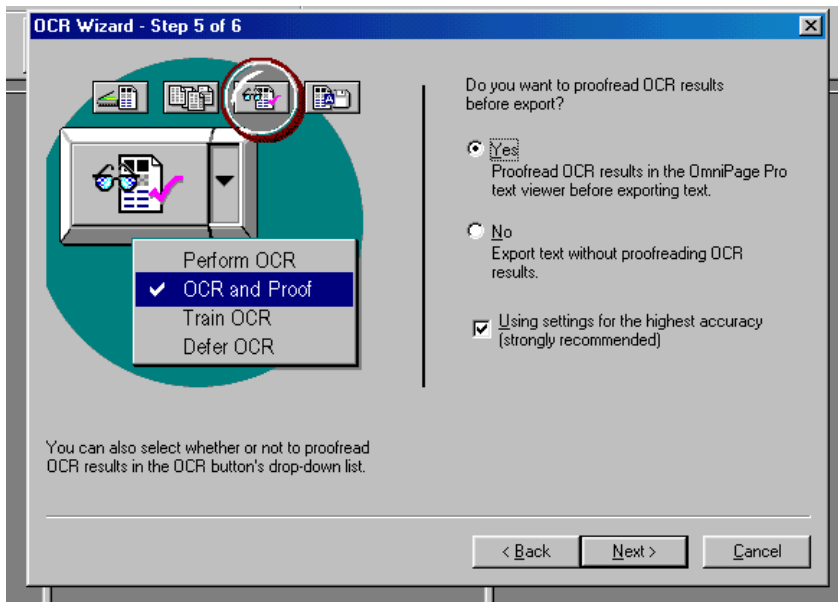 OCR Wizard - Step 5 of 6
Do you want to proofread OCR results
before export?
Yes
Proofread OCR results in the OmniPage Pro
text viewer before exporting text.
No
Export text without proofreading OCR
results.
Using settings for the highest accuracy
(strongly recommended)
Perform OCR
OCR and Proof
Train OCR
Defer OCR
You can also select whether or not to proofread
OCR results in the OCR button's drop-down list.
< Back
Next >
Cancel